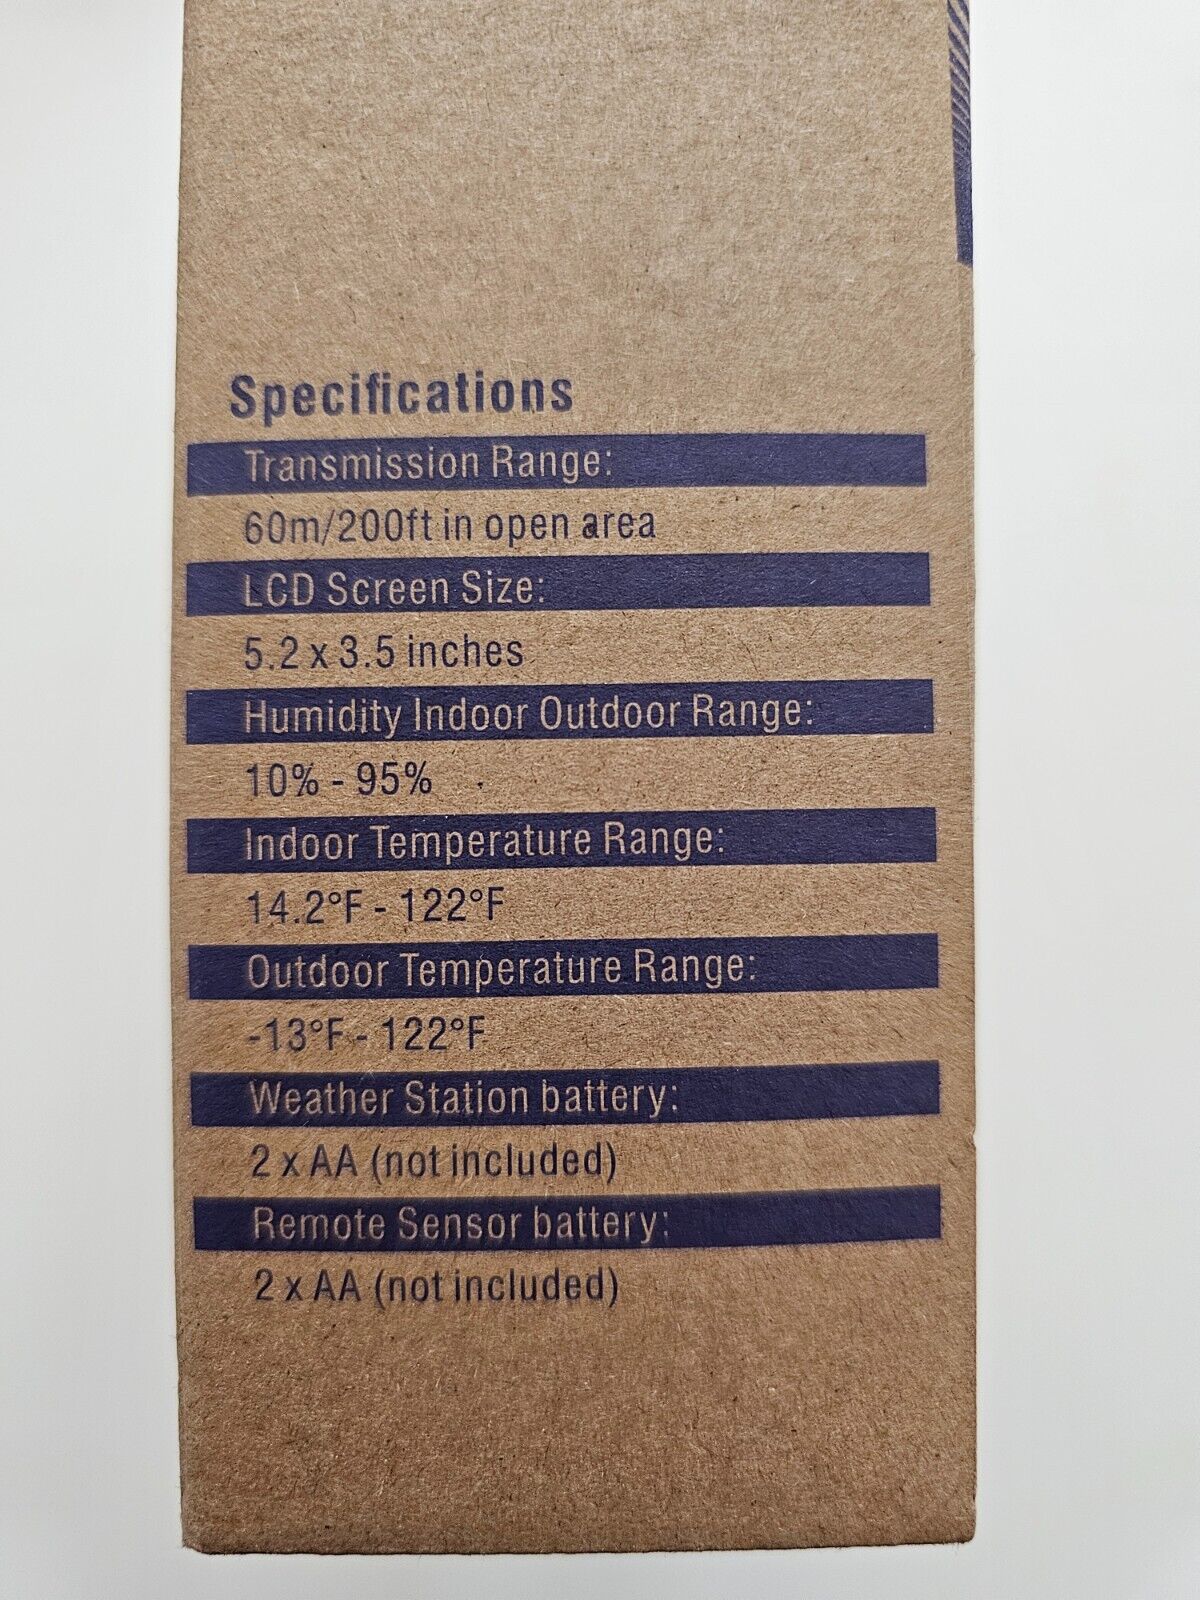 Specifications
Transmission Range:
60m/200ft in open area
LCD Screen Size:
5.2 x 3.5 inches
Humidity Indoor Outdoor Range:
10% - 95%
Indoor Temperature Range:
14.2°F - 122°F
Outdoor Temperature Range:
-13°F - 122°F
Weather Station battery:
2 x AA (not included)
Remote Sensor battery:
2 x AA (not included)